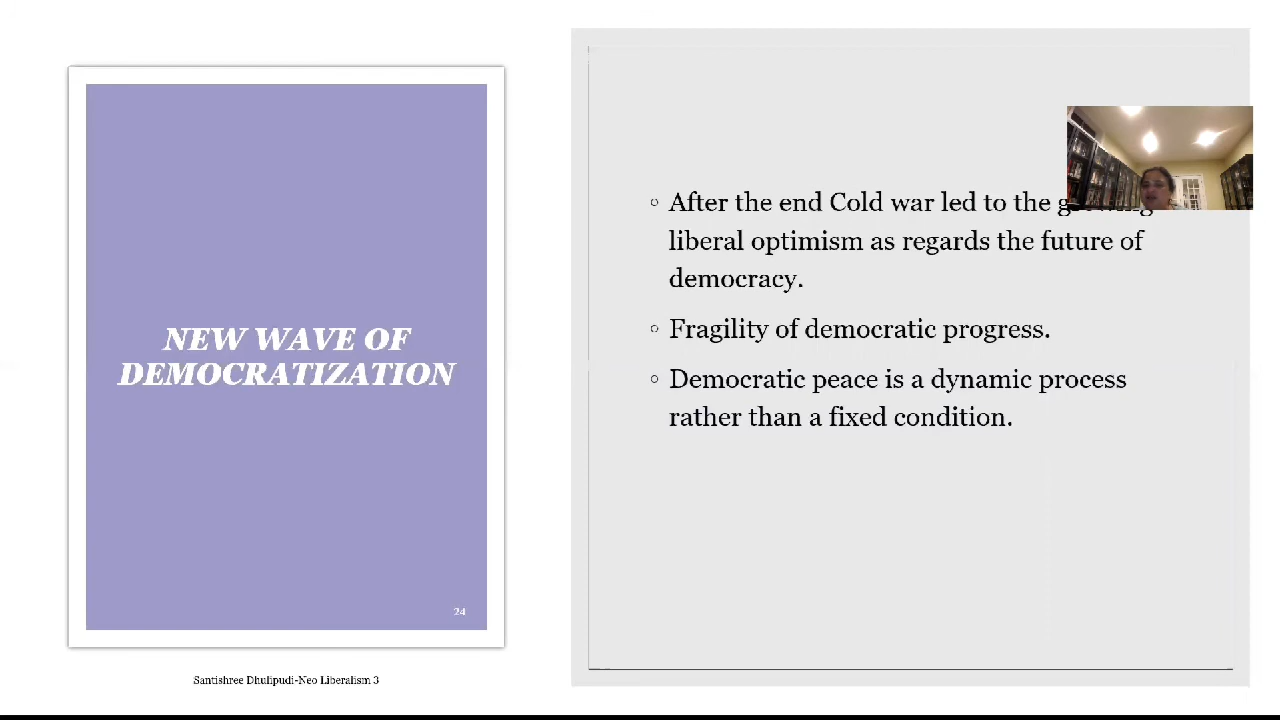 NEW WAVE OF
DEMOCRATIZATION
24
Santishree Dhulipudi-Neo Liberalism 3
◦ After the end Cold war led to the growing
liberal optimism as regards the future of
democracy.
◦ Fragility of democratic progress.
◦ Democratic peace is a dynamic process
rather than a fixed condition.